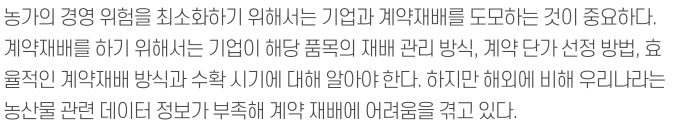 농가의 경영 위험을 최소화하기 위해서는 기업과 계약재배를 도모하는 것이 중요하다.
계약재배를 하기 위해서는 기업이 해당 품목의 재배 관리 방식, 계약 단가 선정 방법, 효
율적인 계약재배 방식과 수확 시기에 대해 알아야 한다. 하지만 해외에 비해 우리나라는
농산물 관련 데이터 정보가 부족해 계약 재배에 어려움을 겪고 있다.